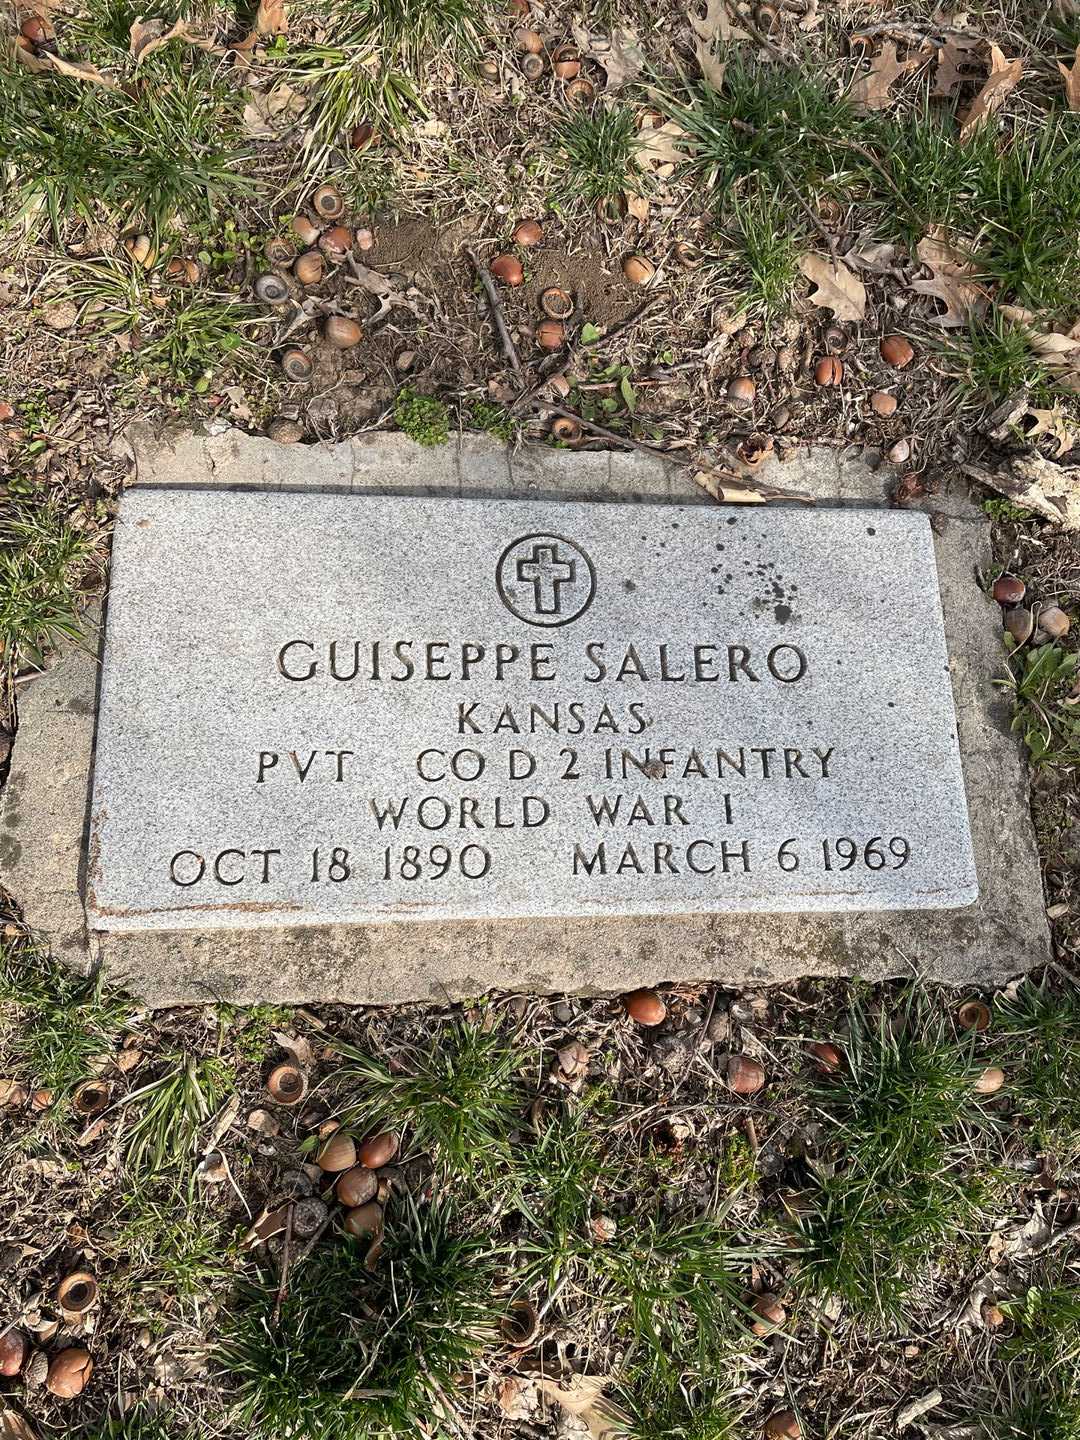 GUISEPPE SALERO
KANSAS
PVT CO D 2 INFANTRY
WORLD WAR I
OCT 18 1890 MARCH 6 1969